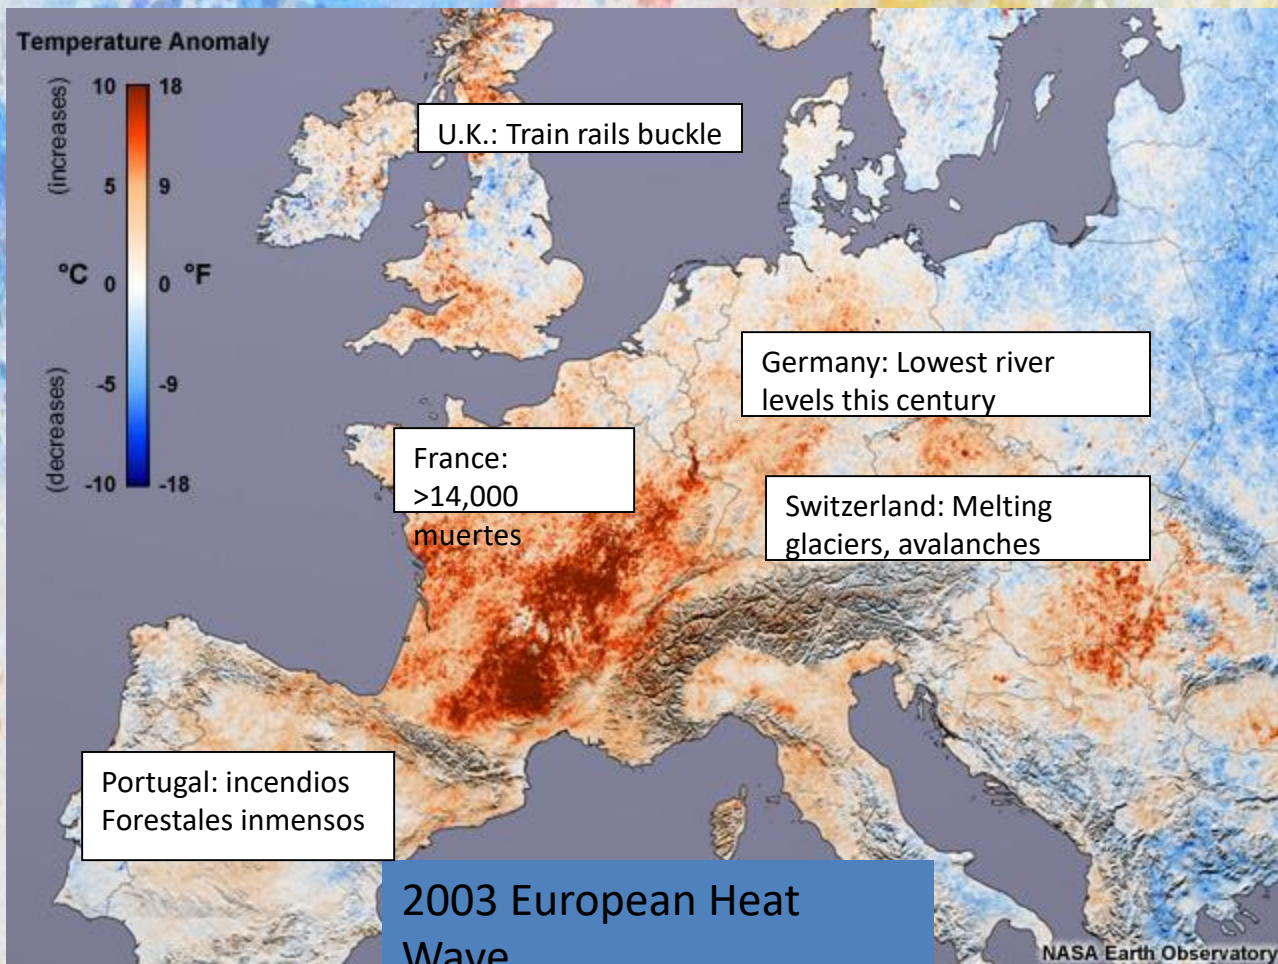 Temperature Anomaly
(increases)
10 18
5 9
°C 0 0 °F
-5 -9
(decreases)
-10 -18
U.K.: Train rails buckle
Germany: Lowest river
levels this century
France:
>14,000
muertes
Switzerland: Melting
glaciers, avalanches
Portugal: incendios
Forestales inmensos
2003 European Heat
Wave
NASA Earth Observatory